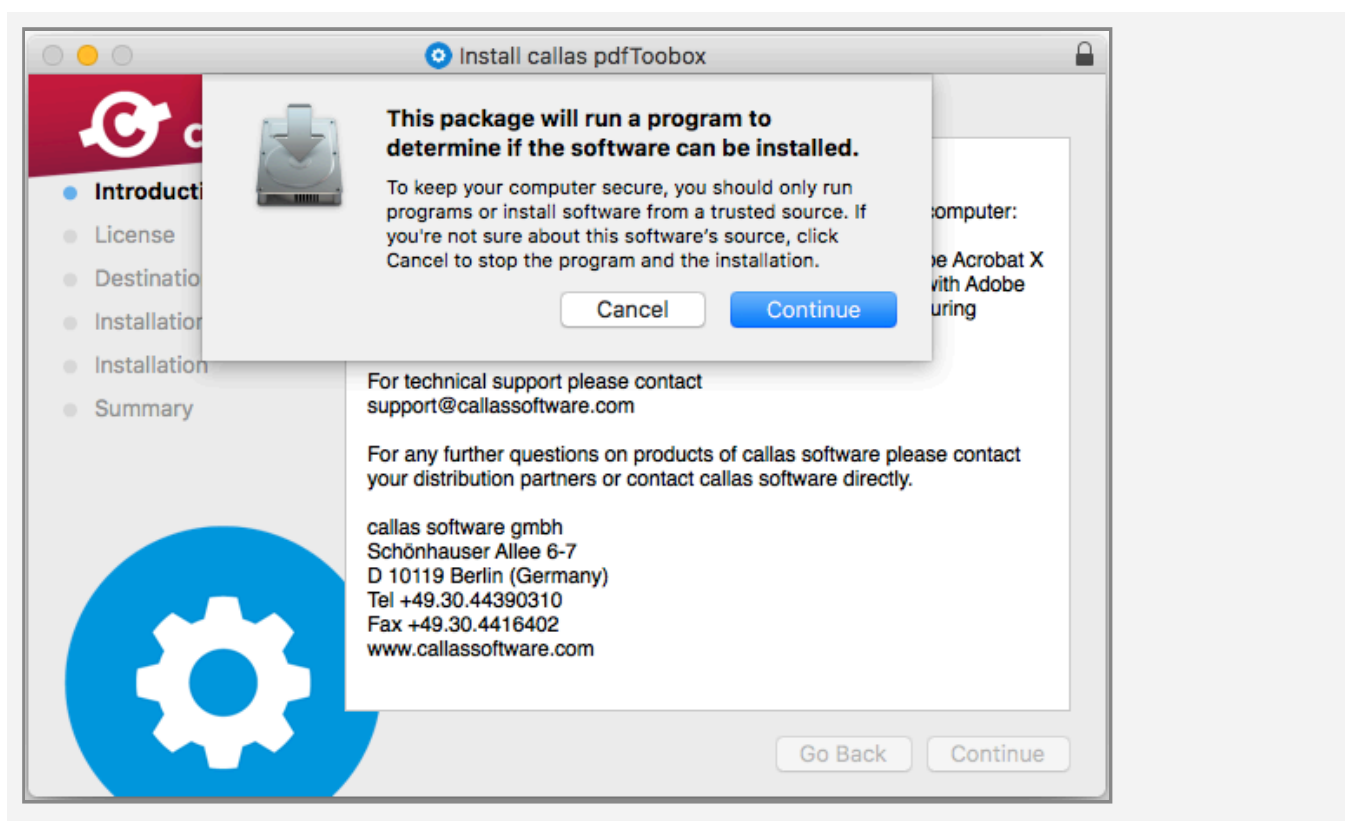 Install callas pdfToobox
This package will run a program to
determine if the software can be installed.
To keep your computer secure, you should only run
programs or install software from a trusted source. If
you're not sure about this software's source, click
Cancel to stop the program and the installation.
Cancel
Continue
c
Introducti
License
Destinatio
Installation
Installation
Summary
computer:
be Acrobat X
with Adobe
uring
For technical support please contact
support@callassoftware.com
For any further questions on products of callas software please contact
your distribution partners or contact callas software directly.
callas software gmbh
Schönhauser Allee 6-7
D 10119 Berlin (Germany)
Tel +49.30.44390310
Fax +49.30.4416402
www.callassoftware.com
Go Back
Continue